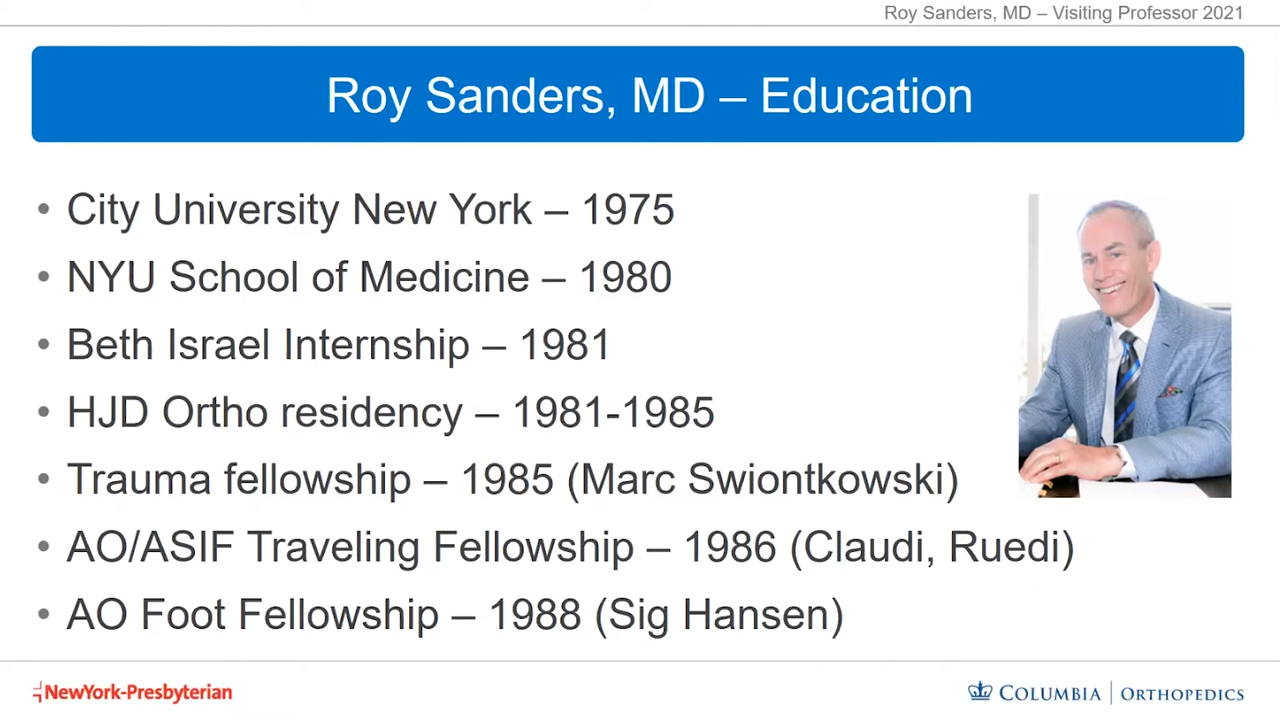 Roy Sanders, MD – Visiting Professor 2021
Roy Sanders, MD – Education
• City University New York – 1975
• NYU School of Medicine – 1980
• Beth Israel Internship – 1981
• HJD Ortho residency – 1981-1985
• Trauma fellowship – 1985 (Marc Swiontkowski)
• AO/ASIF Traveling Fellowship – 1986 (Claudi, Ruedi)
• AO Foot Fellowship – 1988 (Sig Hansen)
NewYork-Presbyterian
COLUMBIA | ORTHOPEDICS